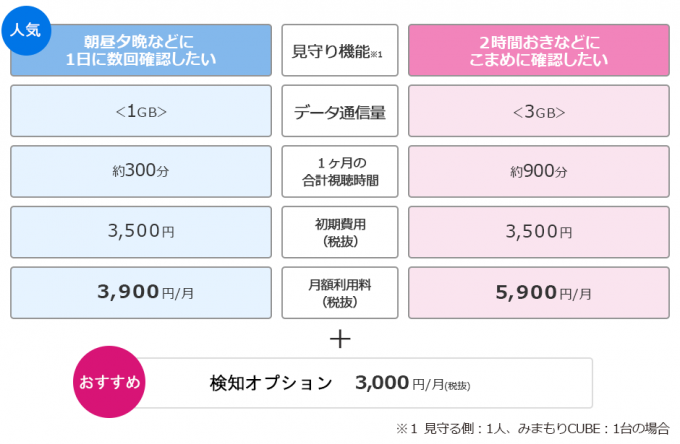 人気
朝昼夕晩などに
1日に数回確認したい
見守り機能※1
2時間おきなどに
こまめに確認したい
<1GB>
データ通信量
<3GB>
約300分
1ヶ月の
合計視聴時間
約900分
3,500円
初期費用
(税抜)
3,500円
3,900円/月
月額利用料
(税抜)
5,900円/月
+
おすすめ
検知オプション 3,000円/月(税抜)
※1 見守る側:1人、みまもりCUBE:1台の場合